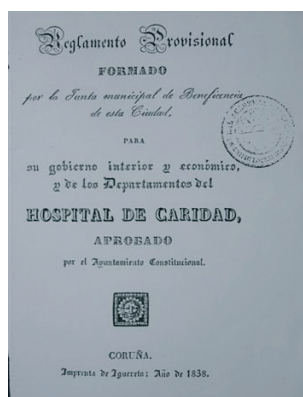 Reglamento Provisional
FORMADO
por la Junta municipal de Beneficencia
de esta Ciudad,
PARA
su gobierno interior y económico,
y de los Departamentos del
HOSPITAL DE CARIDAD,
APROBADO
por el Ayuntamiento Constitucional.
CORUÑA.
Imprenta de Iguereta: Año de 1838.